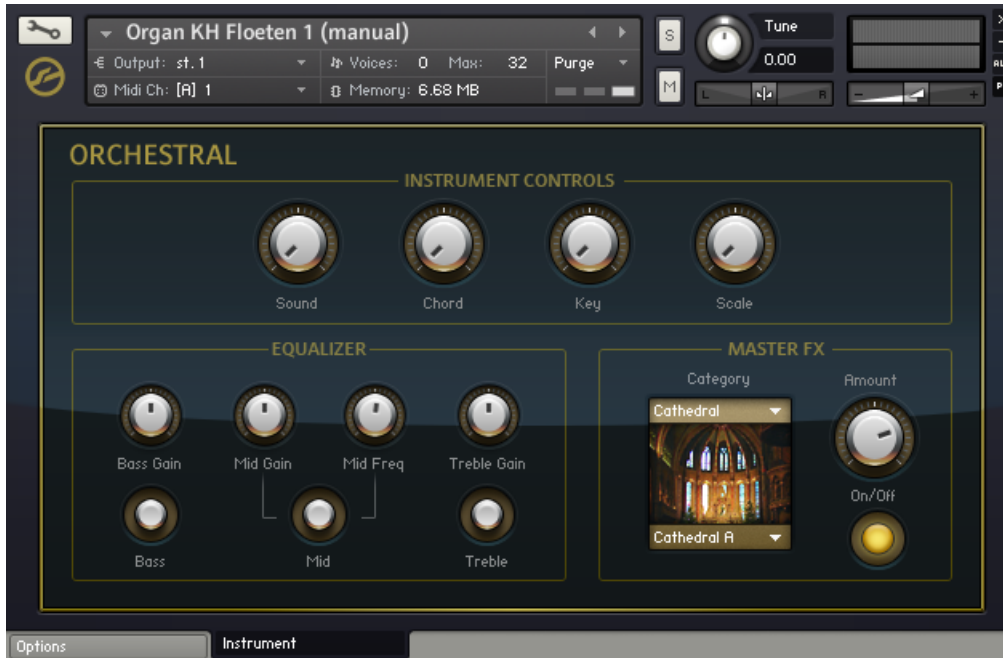 Organ KH Floeten 1 (manual)
Output: st. 1
Voices: 0 Max: 32
Purge
Midi Ch: [A] 1
Memory: 6.68 MB
S
M
Tune
0.00
L R
- +
ORCHESTRAL
INSTRUMENT CONTROLS
Sound
Chord
Key
Scale
EQUALIZER
Bass Gain
Mid Gain
Mid Freq
Treble Gain
Bass
Mid
Treble
MASTER FX
Category
Amount
Cathedral
Cathedral A
On/Off
Options
Instrument